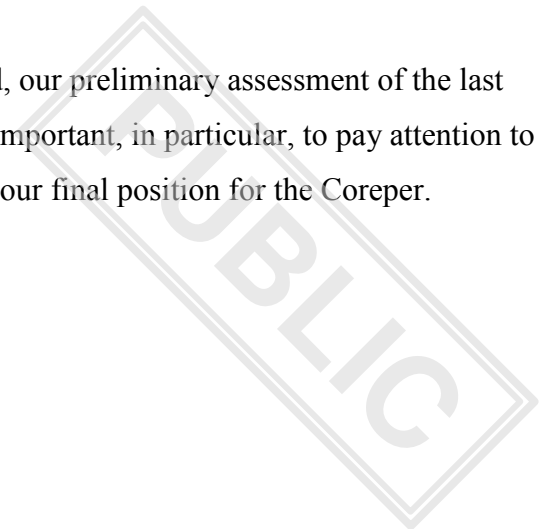 , our preliminary assessment of the last
mportant, in particular, to pay attention to
our final position for the Coreper.
PUBLIC